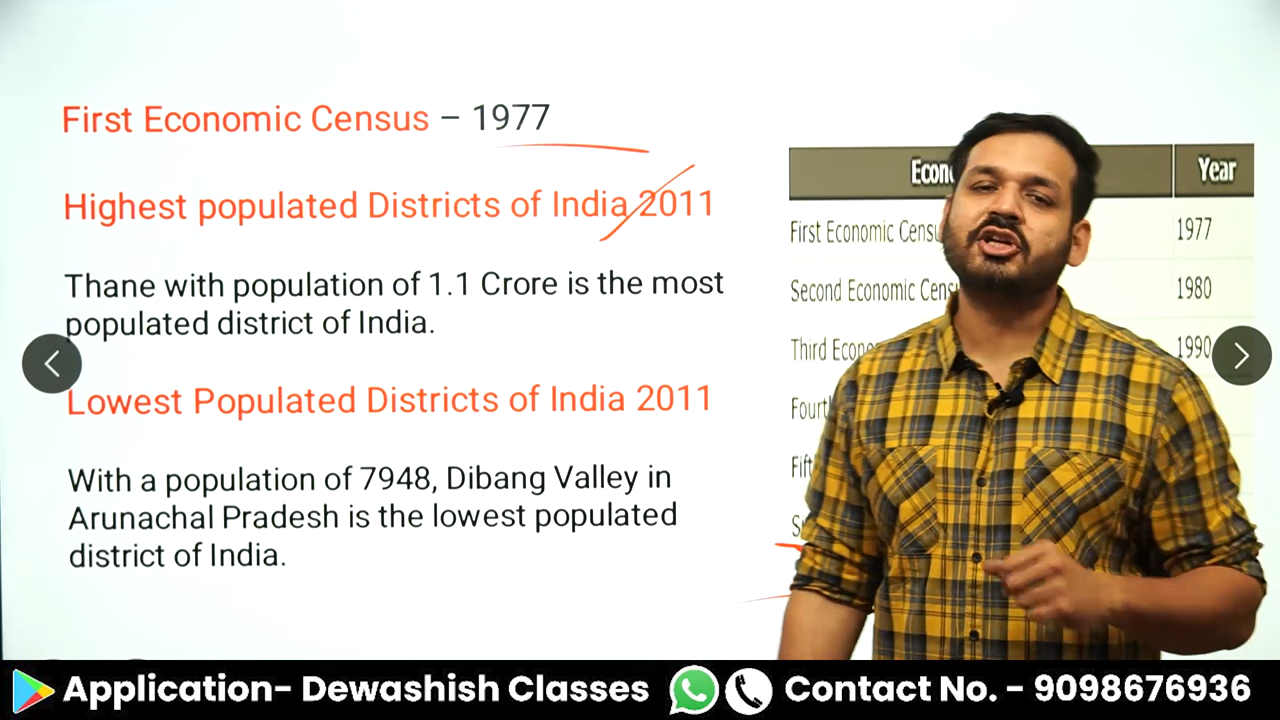 First Economic Census – 1977
Highest populated Districts of India 2011
Thane with population of 1.1 Crore is the most
populated district of India.
Lowest Populated Districts of India 2011
With a population of 7948, Dibang Valley in
Arunachal Pradesh is the lowest populated
district of India.
Year
First Economic 1977
Second Economic 1980
Third 1990
Application- Dewashish Classes
Contact No. - 9098676936